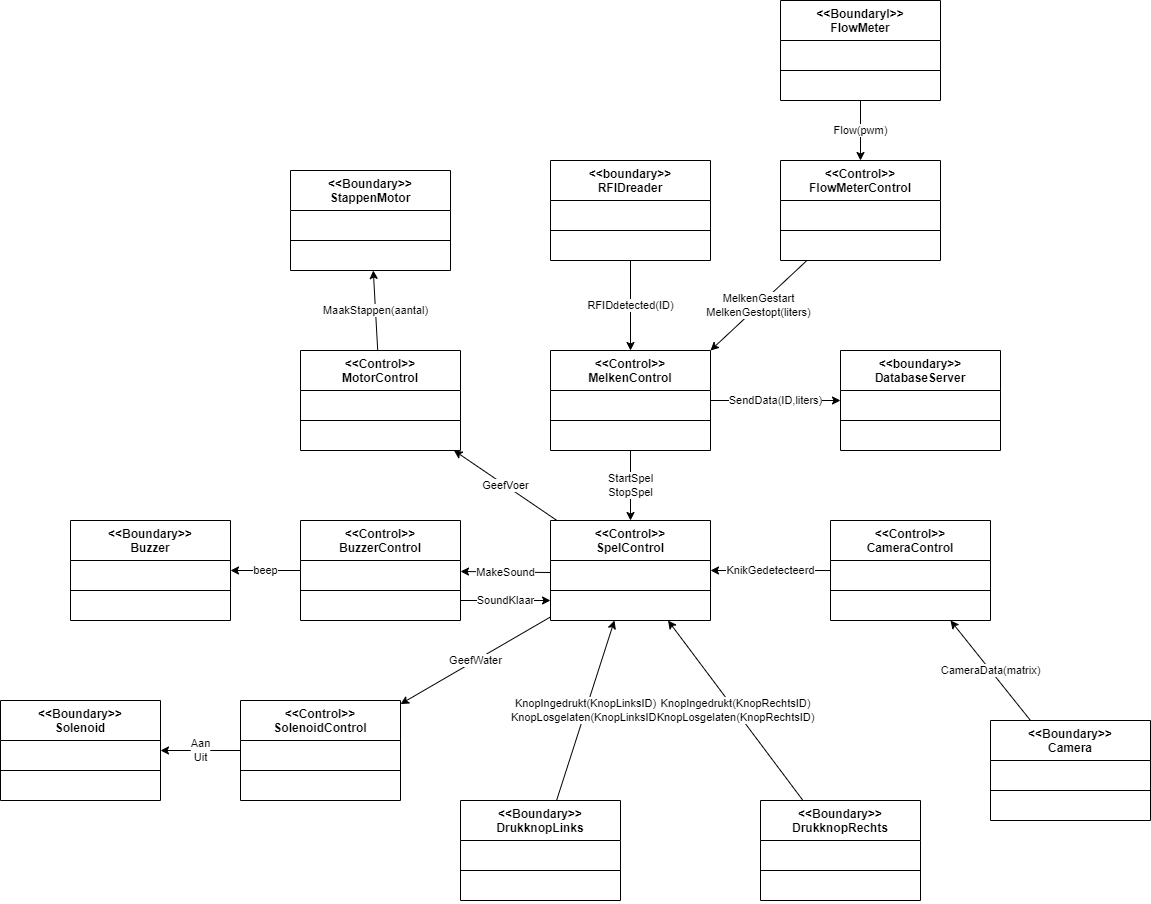 <<Boundaryl>>
FlowMeter
Flow(pwm)
<<Boundary>>
StappenMotor
<<boundary>>
RFIDreader
<<Control>>
FlowMeterControl
MaakStappen(aantal)
RFIDdetected(ID)
MelkenGestart
MelkenGestopt(liters)
<<Control>>
MotorControl
<<Control>>
MelkenControl
<<boundary>>
DatabaseServer
SendData(ID,liters)
GeefVoer
StartSpel
StopSpel
<<Boundary>>
Buzzer
<<Control>>
BuzzerControl
<<Control>>
SpelControl
<<Control>>
CameraControl
beep
MakeSound
KnikGedetecteerd
SoundKlaar
GeefWater
CameraData(matrix)
KnopIngedrukt(KnopLinksID)
KnopLosgelaten(KnopLinksID
KnopIngedrukt(KnopRechtsID)
KnopLosgelaten(KnopRechtsID)
<<Boundary>>
Solenoid
Aan
Uit
<<Control>>
SolenoidControl
<<Boundary>>
Camera
<<Boundary>>
DrukknopLinks
<<Boundary>>
DrukknopRechts